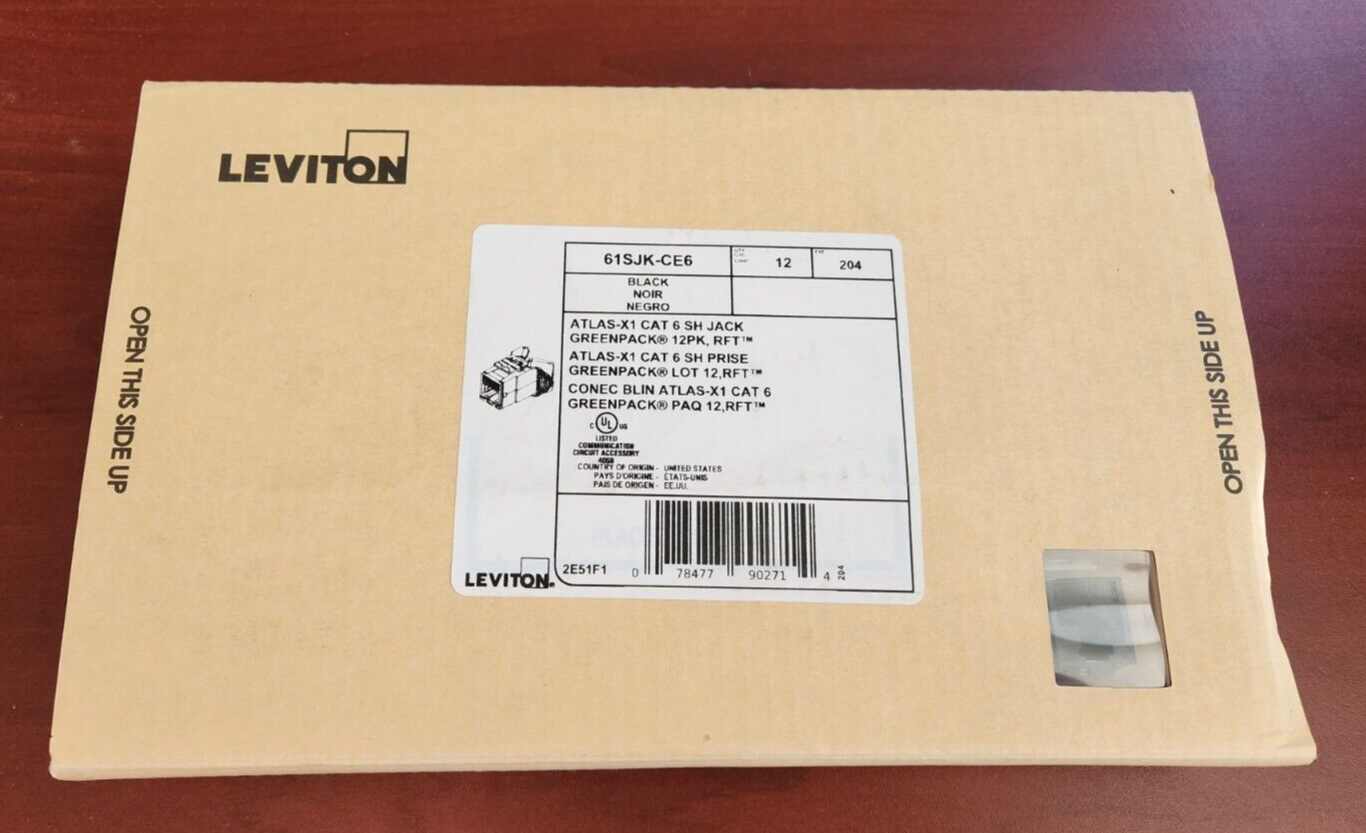 LEVITON
OPEN THIS SIDE UP
OPEN THIS SIDE UP
61SJK-CE6
12
204
BLACK
NOIR
NEGRO
ATLAS-X1 CAT 6 SH JACK
GREENPACK® 12PK, RFT™
ATLAS-X1 CAT 6 SH PRISE
GREENPACK® LOT 12,RFT™
CONEC BLIN ATLAS-X1 CAT 6
GREENPACK® PAQ 12,RFT™
C UL US
LISTED
COMMUNICATION
CIRCUIT ACCESSORY
COUNTRY OF ORIGIN - UNITED STATES
PAYS D'ORIGINE - ÉTATS-UNIS
PAIS DE ORIGEN - EE.UU.
LEVITON®
2E51F1
0 78477 90271 4
204